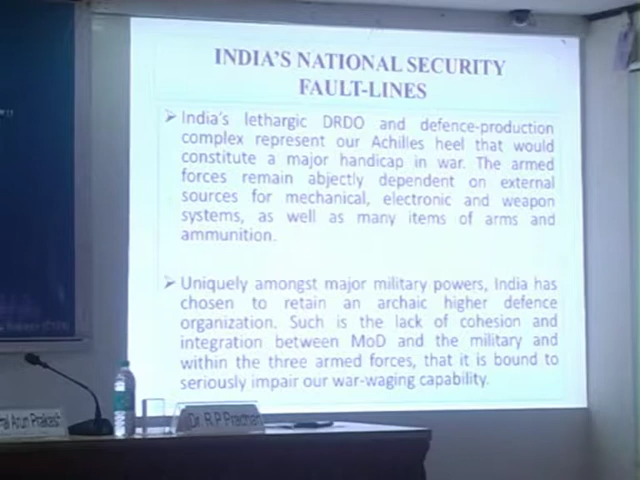 INDIA'S NATIONAL SECURITY
FAULT-LINES
➢ India's lethargic DRDO and defence-production
complex represent our Achilles heel that would
constitute a major handicap in war. The armed
forces remain abjectly dependent on external
sources for mechanical, electronic and weapon
systems, as well as many items of arms and
ammunition.
➢ Uniquely amongst major military powers, India has
chosen to retain an archaic higher defence
organization. Such is the lack of cohesion and
integration between MoD and the military and
within the three armed forces, that it is bound to
seriously impair our war-waging capability.
Arun Prakash
Dr. R P Pradhan